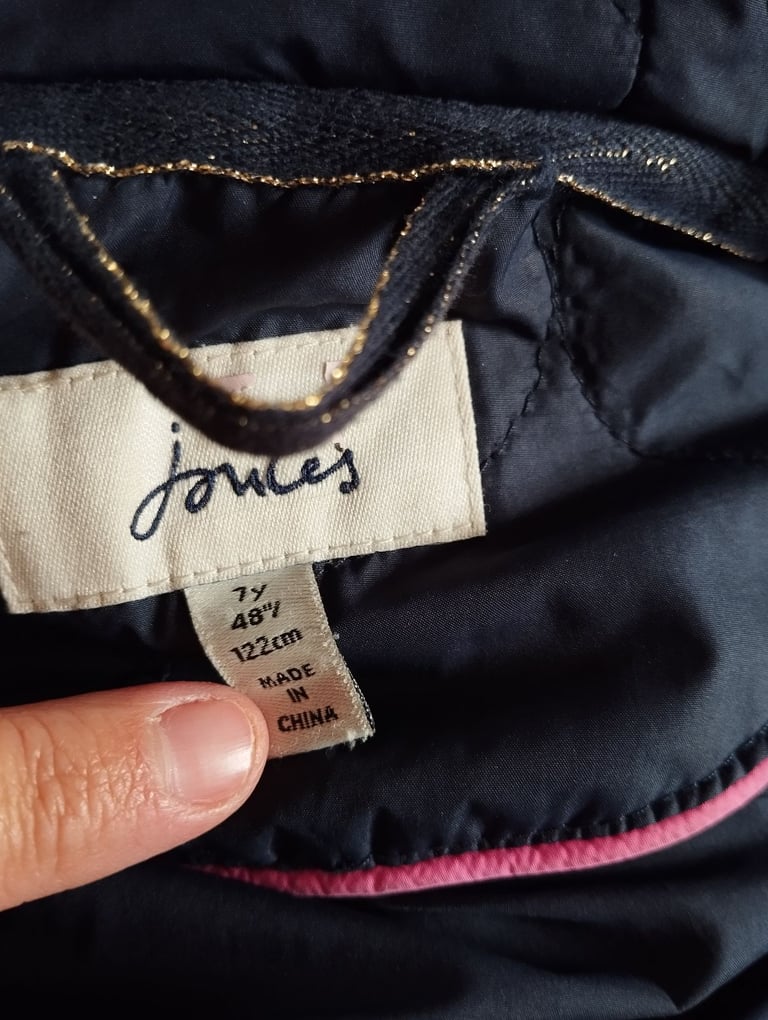 joules
7y
48"/
122cm
MADE
IN
CHINA